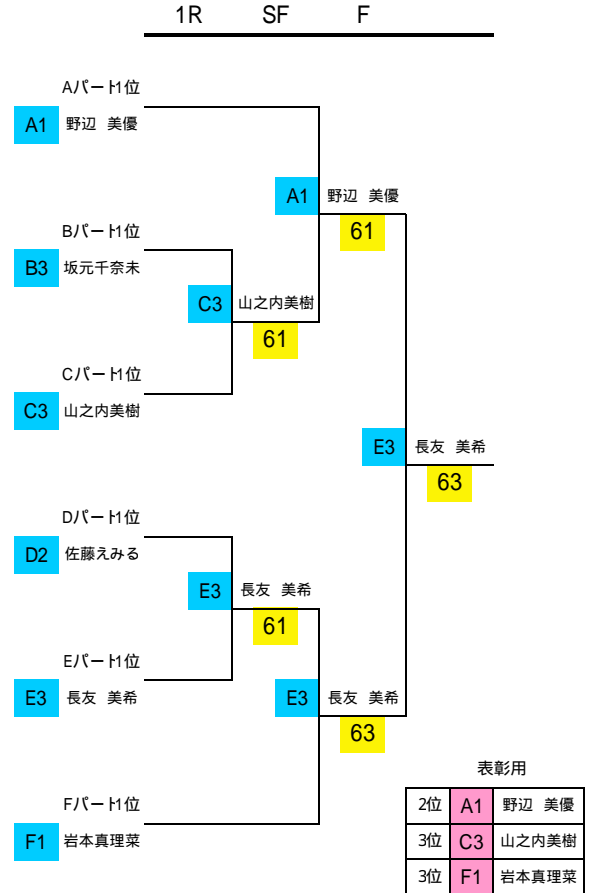 1R SF F
Aパート1位
A1 野辺 美優
A1 野辺 美優
61
Bパート1位
B3 坂元千奈未
C3 山之内美樹
61
Cパート1位
C3 山之内美樹
E3 長友 美希
63
Dパート1位
D2 佐藤えみる
E3 長友 美希
61
Eパート1位
E3 長友 美希
E3 長友 美希
63
Fパート1位
F1 岩本真理菜
表彰用
2位 A1 野辺 美優
3位 C3 山之内美樹
3位 F1 岩本真理菜